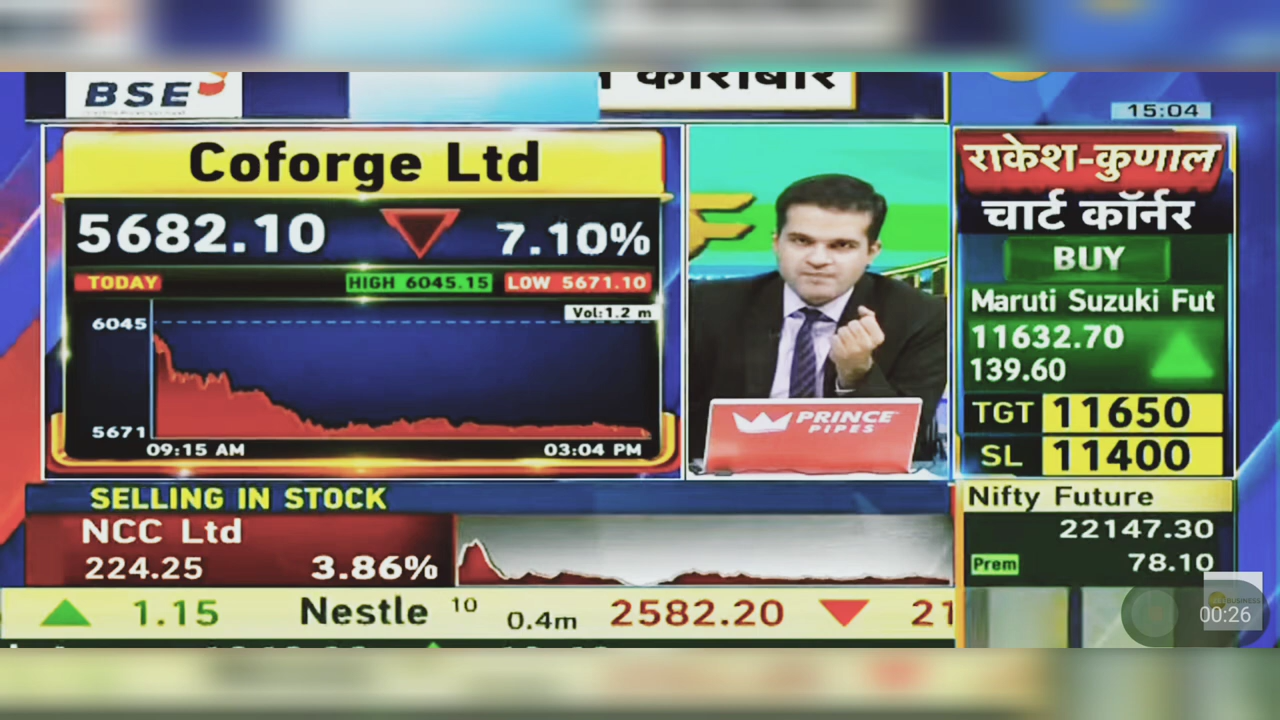 BSE
कारोबार
15:04
Coforge Ltd
5682.10 7.10%
TODAY HIGH 6045.15 LOW 5671.10
Vol:1.2 m
6045
5671
09:15 AM 03:04 PM
PRINCE
PIPES
राकेश-कुणाल
चार्ट कॉर्नर
BUY
Maruti Suzuki Fut
11632.70
139.60
TGT 11650
SL 11400
SELLING IN STOCK
NCC Ltd
224.25 3.86%
Nifty Future
22147.30
Prem 78.10
1.15 Nestle 10 0.4m 2582.20 21
00:26